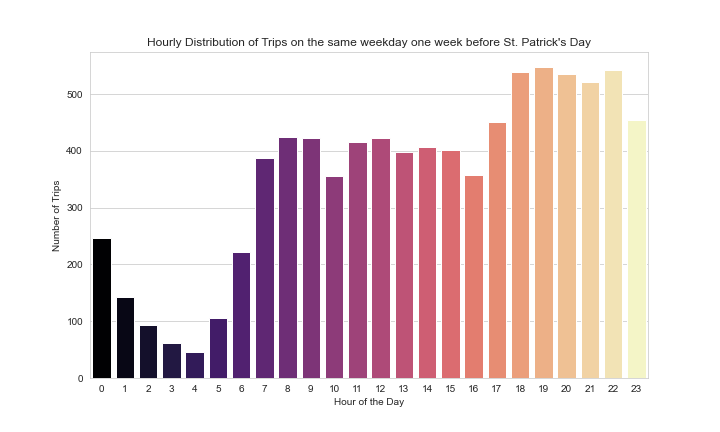 Hourly Distribution of Trips on the same weekday one week before St. Patrick's Day
Number of Trips
500
400
300
200
100
0
0 1 2 3 4 5 6 7 8 9 10 11 12 13 14 15 16 17 18 19 20 21 22 23
Hour of the Day